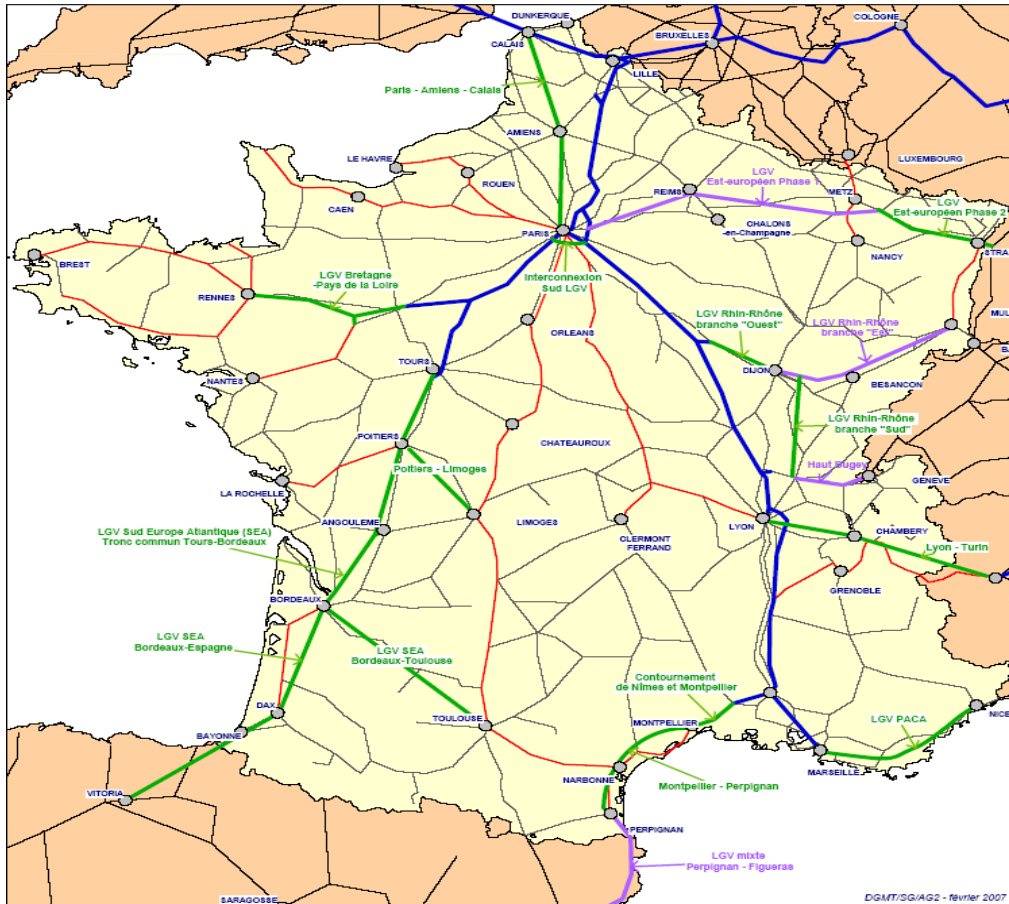 DUNKERQUE
COLOGNE
CALAIS
BRUXELLES
LILLE
Paris - Amiens - Calais
AMIENS
LE HAVRE
LUXEMBOURG
LGV
Est-européen Phase 1
ROUEN
REIMS
METZ
CAEN
LGV
Est-européen Phase 2
CHALONS
-en-Champagne
PARIS
STRA
BREST
NANCY
LGV Bretagne
-Pays de la Loire
Interconnexion
Sud LGV
RENNES
LGV Rhin-Rhône
branche "Ouest"
LGV Rhin-Rhône
branche "Est"
MUL
ORLEANS
BA
TOURS
DIJON
NANTES
BESANCON
LGV Rhin-Rhône
branche "Sud"
POITIERS
CHATEAUROUX
Poitiers - Limoges
Haut Bugey
GENEVE
LA ROCHELLE
ANGOULEME
LIMOGES
LYON
CLERMONT
FERRAND
CHAMBERY
LGV Sud Europe Atlantique (SEA)
Tronc commun Tours-Bordeaux
Lyon - Turin
GRENOBLE
BORDEAUX
LGV SEA
Bordeaux-Espagne
LGV SEA
Bordeaux-Toulouse
Contournement
de Nîmes et Montpellier
DAX
TOULOUSE
MONTPELLIER
LGV PACA
NICE
BAYONNE
MARSEILLE
NARBONNE
Montpellier - Perpignan
VITORIA
PERPIGNAN
LGV mixte
Perpignan - Figueras
SARAGOSSE
DGMT/SG/AG2 - février 2007